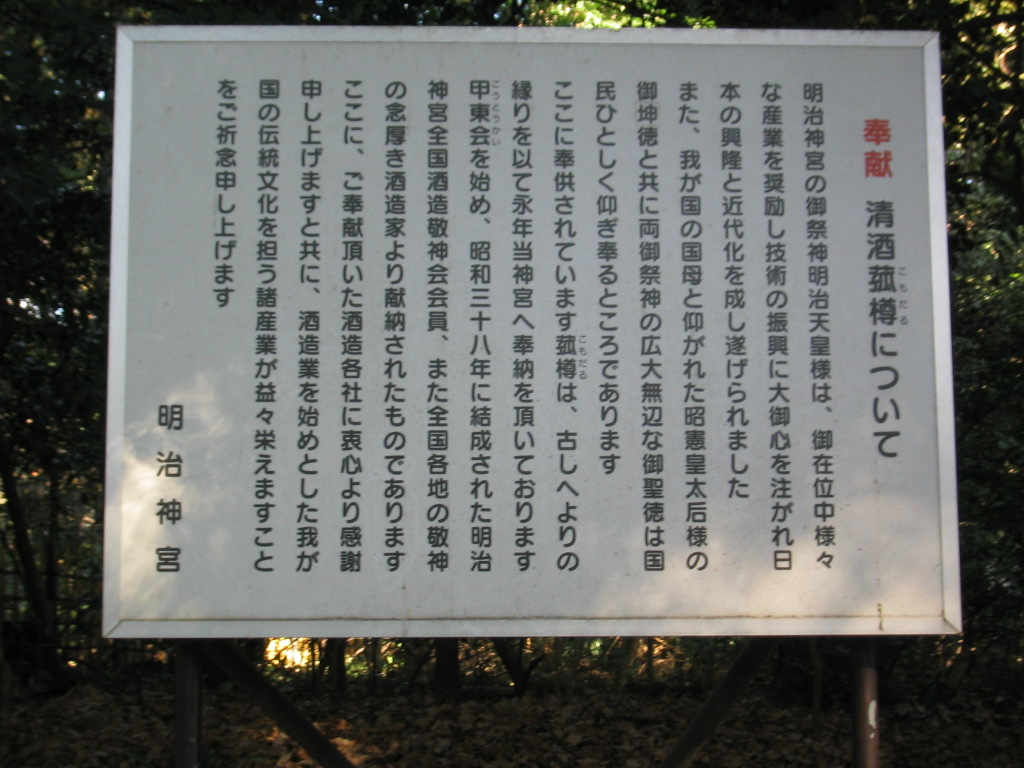 奉献 清酒菰樽について
こもだる
明治神宮の御祭神明治天皇様は、御在位中様々
な産業を奨励し技術の振興に大御心を注がれ日
本の興隆と近代化を成し遂げられました
また、我が国の国母と仰がれた昭憲皇太后様の
御坤徳と共に両御祭神の広大無辺な御聖徳は国
民ひとしく仰ぎ奉るところであります
ここに奉供されています菰樽は、古しへよりの
こもだる
縁りを以て永年当神宮へ奉納を頂いております
甲東会を始め、昭和三十八年に結成された明治
こうとうかい
神宮全国酒造敬神会会員、また全国各地の敬神
の念厚き酒造家より献納されたものであります
ここに、ご奉献頂いた酒造各社に衷心より感謝
申し上げますと共に、酒造業を始めとした我が
国の伝統文化を担う諸産業が益々栄えますこと
をご祈念申し上げます
明治神宮